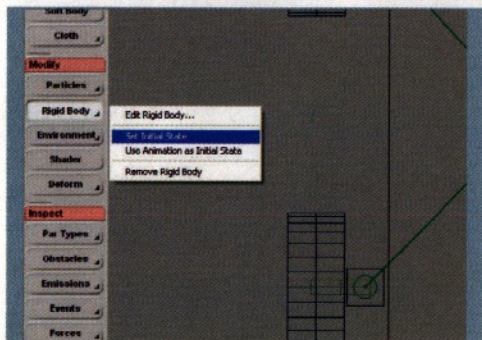 Soft Body
Cloth
Modify
Particles
Rigid Body
Environment
Shader
Deform
Inspect
Par Types
Obstacles
Emissions
Events
Forces
Edit Rigid Body...
Set Initial State
Use Animation as Initial State
Remove Rigid Body